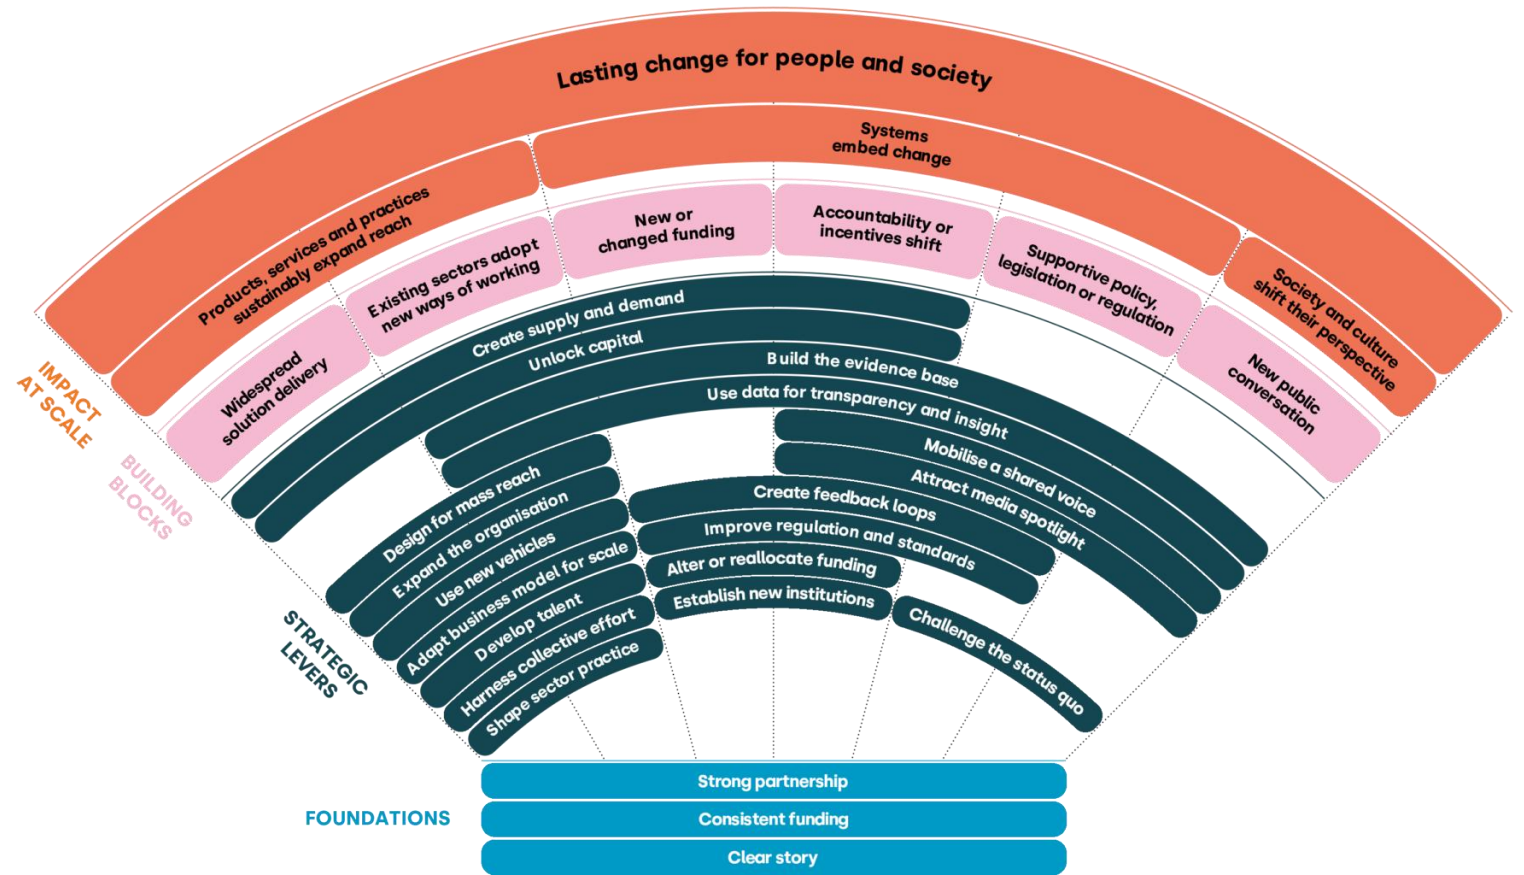 Lasting change for people and society
Systems
embed change
Products, services and practices
sustainably expand reach
Society and culture
shift their perspective
IMPACT
AT SCALE
Widespread
solution delivery
Existing sectors adopt
new ways of working
New or
changed funding
Accountability or
incentives shift
Supportive policy,
legislation or regulation
New public
conversation
BUILDING
BLOCKS
Create supply and demand
Unlock capital
Build the evidence base
Use data for transparency and insight
Mobilise a shared voice
Attract media spotlight
Design for mass reach
Expand the organisation
Use new vehicles
Adapt business model for scale
Develop talent
Harness collective effort
Shape sector practice
Create feedback loops
Improve regulation and standards
Alter or reallocate funding
Establish new institutions
Challenge the status quo
STRATEGIC
LEVERS
Strong partnership
FOUNDATIONS
Consistent funding
Clear story